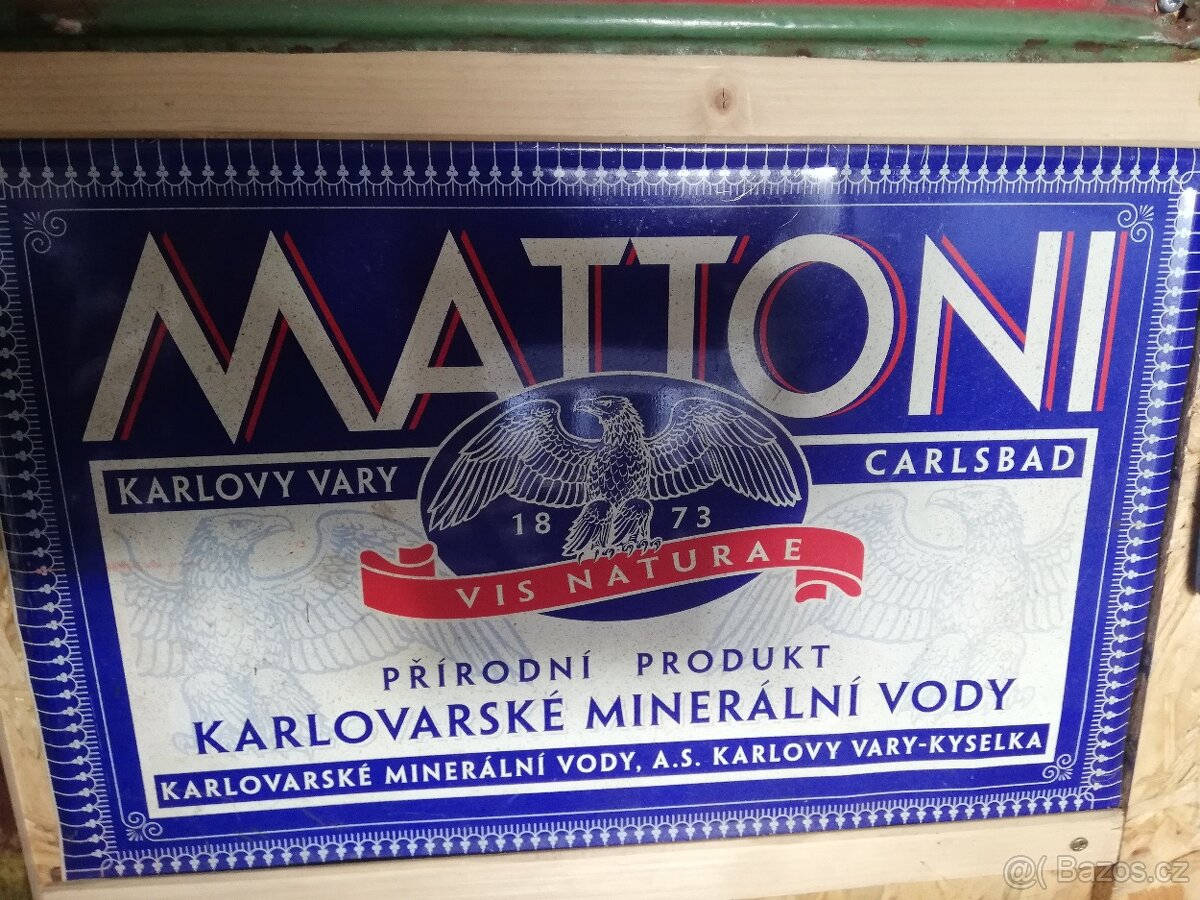 MATTONI
KARLOVY VARY
CARLSBAD
18 73
VIS NATURAE
PŘÍRODNÍ PRODUKT
KARLOVARSKÉ MINERÁLNÍ VODY
KARLOVARSKÉ MINERÁLNÍ VODY, A.S. KARLOVY VARY-KYSELKA
Bazos.cz